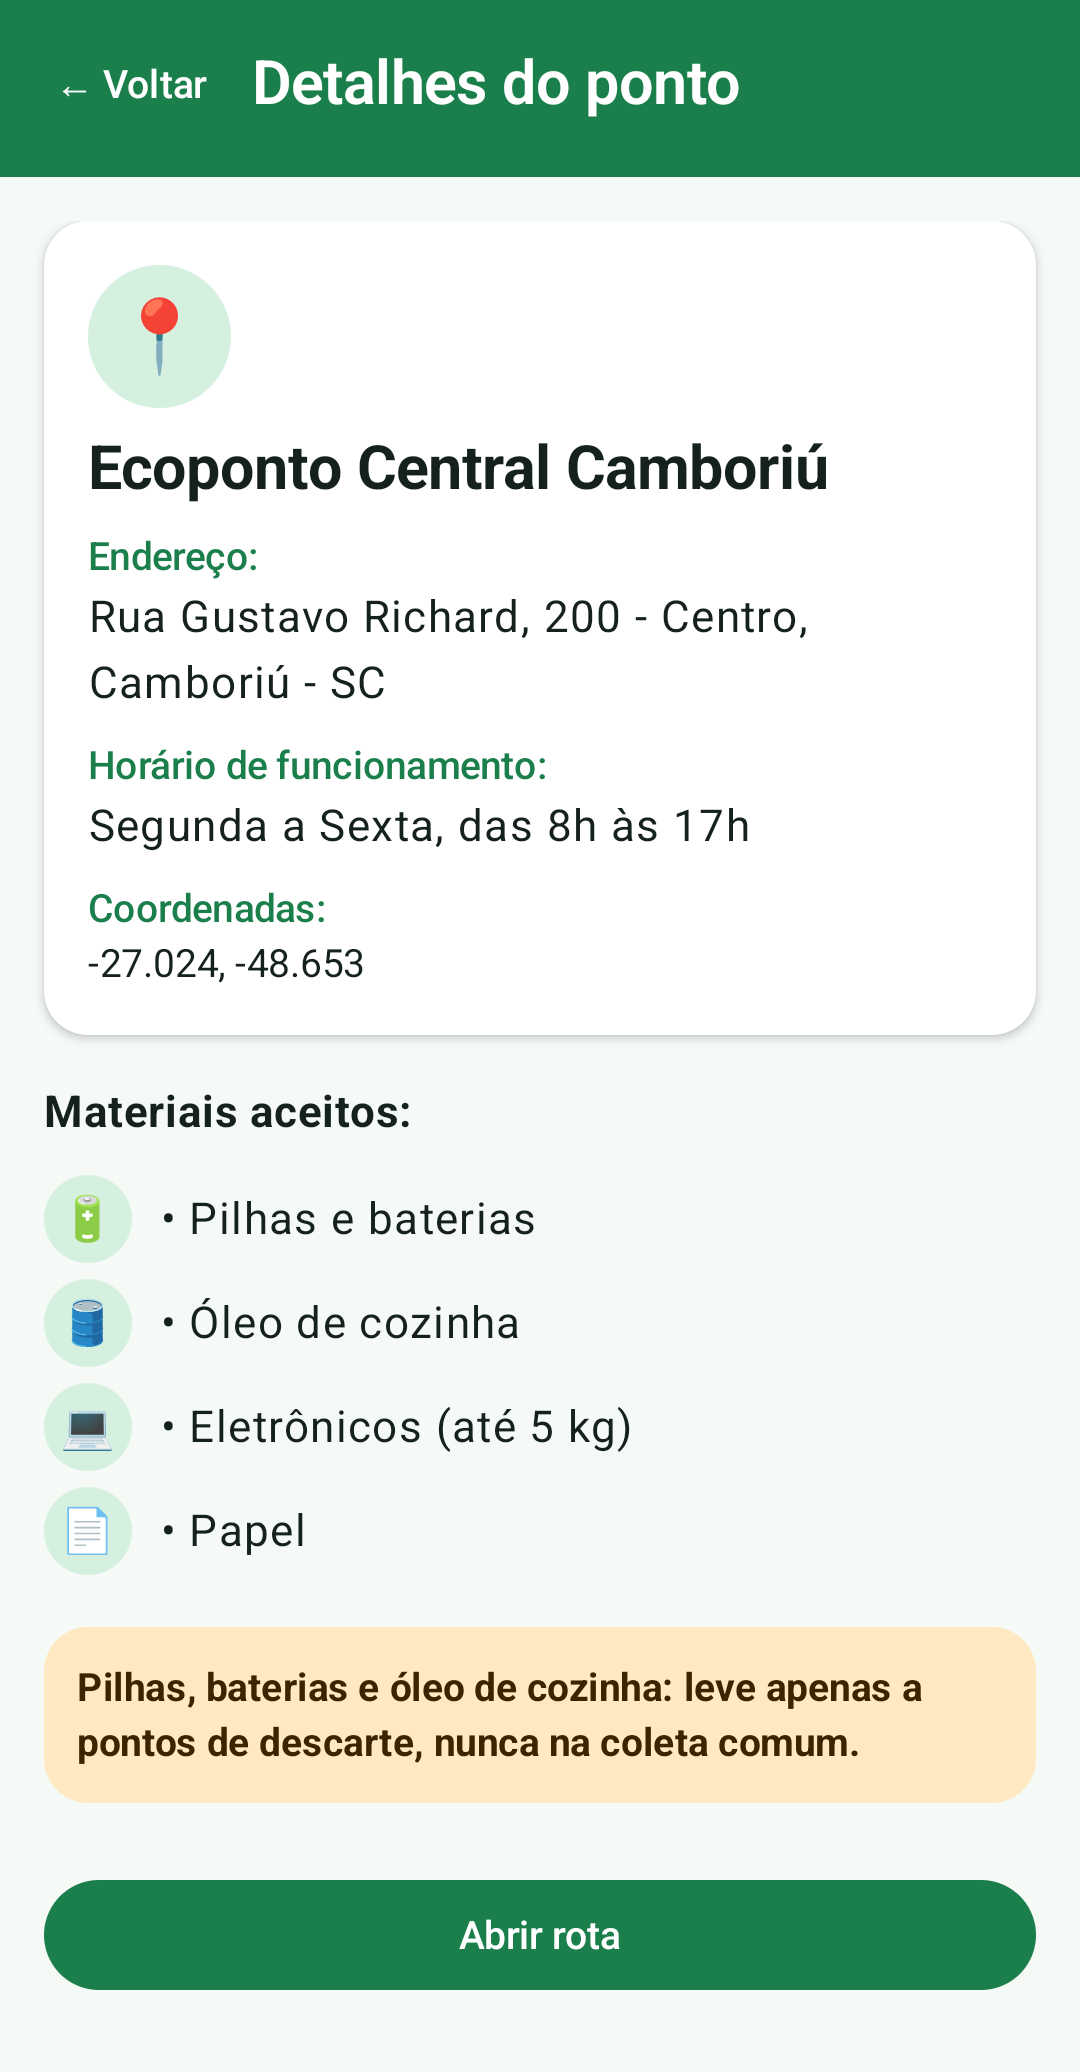 ← Voltar Detalhes do ponto
Ecoponto Central Camboriú
Endereço:
Rua Gustavo Richard, 200 - Centro,
Camboriú - SC
Horário de funcionamento:
Segunda a Sexta, das 8h às 17h
Coordenadas:
-27.024, -48.653
Materiais aceitos:
• Pilhas e baterias
• Óleo de cozinha
• Eletrônicos (até 5 kg)
• Papel
Pilhas, baterias e óleo de cozinha: leve apenas a
pontos de descarte, nunca na coleta comum.
Abrir rota